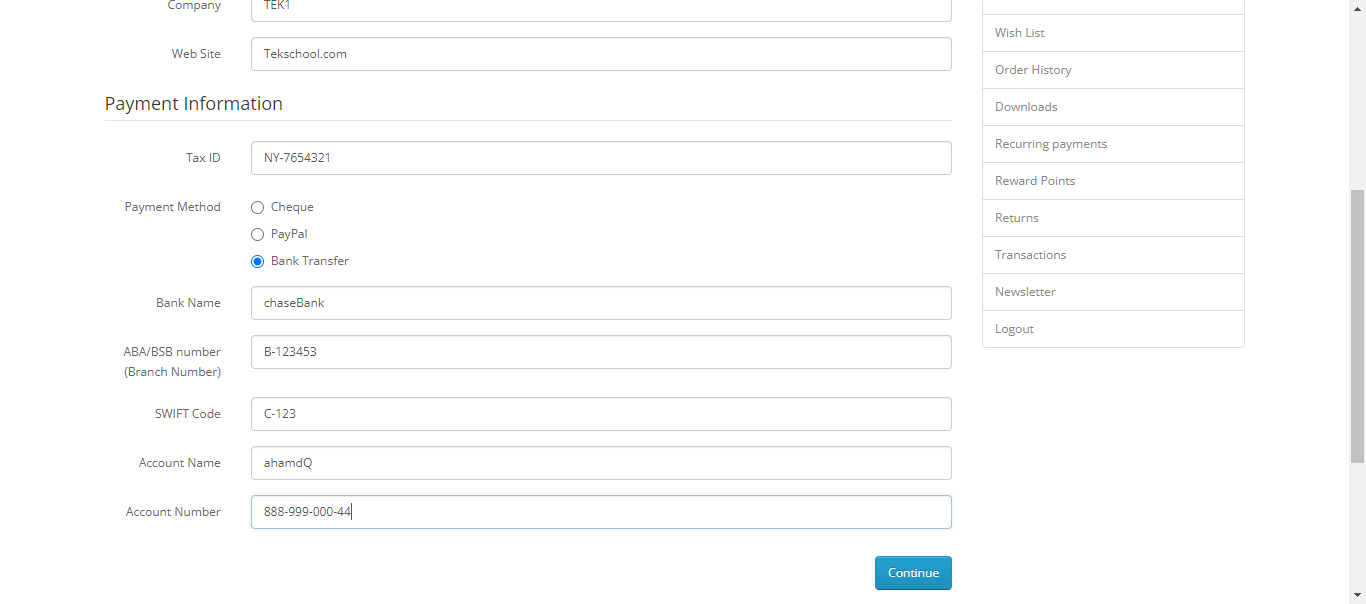 Company TEK1
Web Site Tekschool.com
Payment Information
Tax ID NY-7654321
Payment Method Cheque
PayPal
Bank Transfer
Bank Name chaseBank
ABA/BSB number B-123453
(Branch Number)
SWIFT Code C-123
Account Name ahamdQ
Account Number 888-999-000-44
Continue
Wish List
Order History
Downloads
Recurring payments
Reward Points
Returns
Transactions
Newsletter
Logout